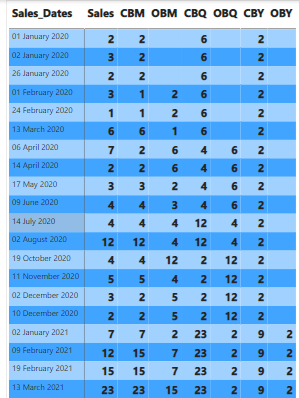 Sales_Dates Sales CBM OBM CBQ OBQ CBY OBY
01 January 2020 2 2 6 2
02 January 2020 3 2 6 2
26 January 2020 2 2 6 2
01 February 2020 3 1 2 6 2
24 February 2020 1 1 2 6 2
13 March 2020 6 6 1 6 2
06 April 2020 7 2 6 4 6 2
14 April 2020 2 2 6 4 6 2
17 May 2020 3 3 2 4 6 2
09 June 2020 4 4 3 4 6 2
14 July 2020 4 4 4 12 4 2
02 August 2020 12 12 4 12 4 2
19 October 2020 4 4 12 2 12 2
11 November 2020 5 5 4 2 12 2
02 December 2020 3 2 5 2 12 2
10 December 2020 2 2 5 2 12 2
02 January 2021 7 7 2 23 2 9 2
09 February 2021 12 15 7 23 2 9 2
19 February 2021 15 15 7 23 2 9 2
13 March 2021 23 23 15 23 2 9 2